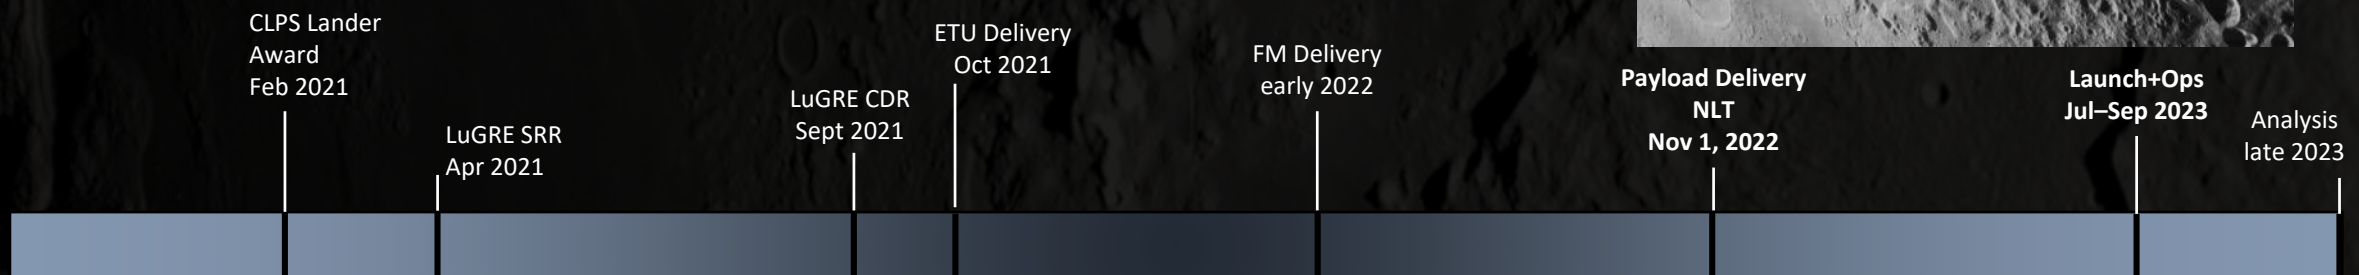 CLPS Lander
Award
Feb 2021
LuGRE SRR
Apr 2021
LuGRE CDR
Sept 2021
ETU Delivery
Oct 2021
FM Delivery
early 2022
Payload Delivery
NLT
Nov 1, 2022
Launch+Ops
Jul–Sep 2023
Analysis
late 2023